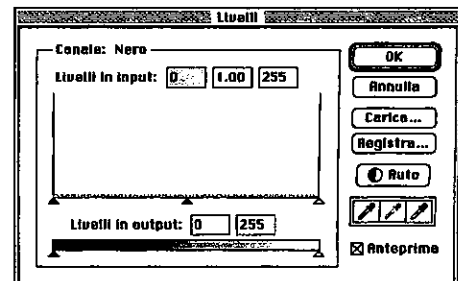 Livelli
Canale: Nero
Livelli in input: 0 1.00 255
Livelli in output: 0 255
OK
Annulla
Carica...
Registra...
Auto
Anteprima